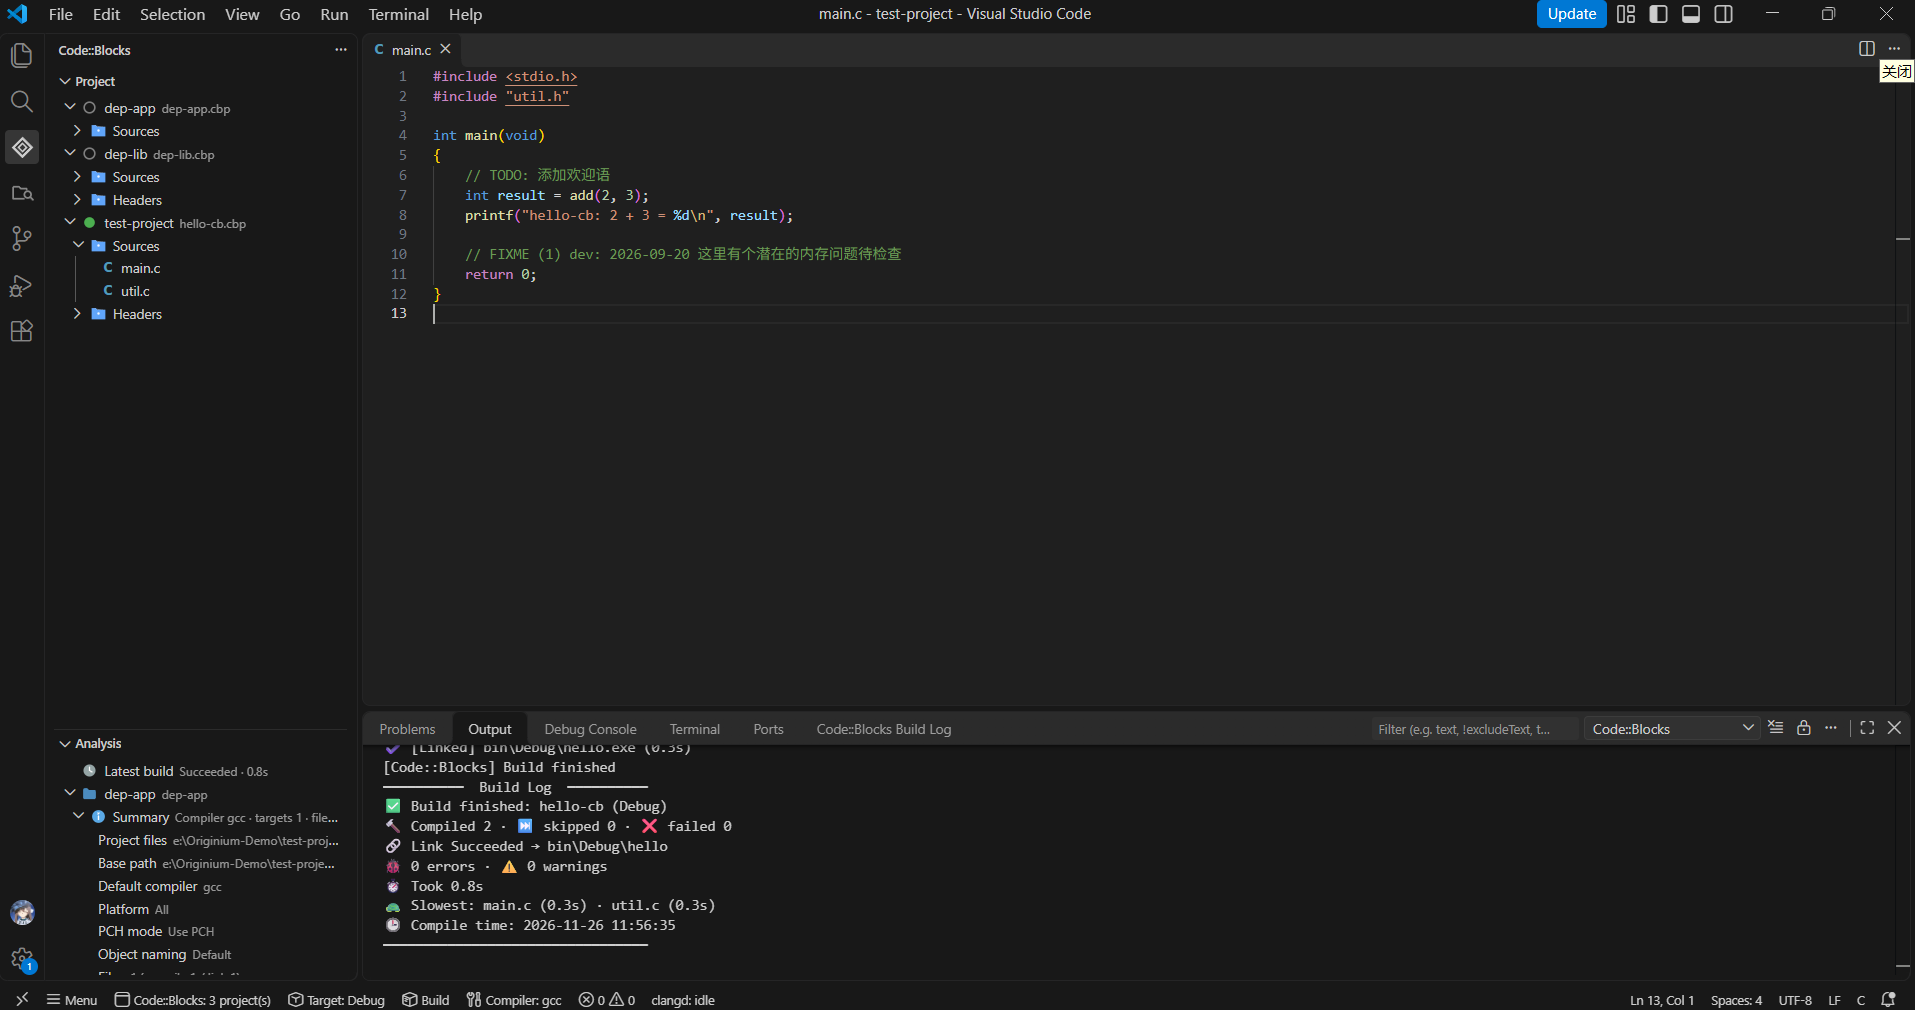 File Edit Selection View Go Run Terminal Help
main.c - test-project - Visual Studio Code
Update
Code::Blocks
Project
dep-app dep-app.cbp
Sources
dep-lib dep-lib.cbp
Sources
Headers
test-project hello-cb.cbp
Sources
C main.c
C util.c
Headers
Analysis
Latest build Succeeded · 0.8s
dep-app dep-app
Summary Compiler gcc · targets 1 · file...
Project files e:\Originium-Demo\test-proj...
Base path e:\Originium-Demo\test-proje...
Default compiler gcc
Platform All
PCH mode Use PCH
Object naming Default
1
C main.c
关闭
1 #include <stdio.h>
2 #include "util.h"
3
4 int main(void)
5 {
6 // TODO: 添加欢迎语
7 int result = add(2, 3);
8 printf("hello-cb: 2 + 3 = %d\n", result);
9
10 // FIXME (1) dev: 2026-09-20 这里有个潜在的内存问题待检查
11 return 0;
12 }
13
Problems Output Debug Console Terminal Ports Code::Blocks Build Log
Filter (e.g. text, !excludeText, t...
Code::Blocks
[Linked] bin\Debug\hello.exe (0.3s)
[Code::Blocks] Build finished
Build Log
Build finished: hello-cb (Debug)
Compiled 2 · skipped 0 · failed 0
Link Succeeded → bin\Debug\hello
0 errors · 0 warnings
Took 0.8s
Slowest: main.c (0.3s) · util.c (0.3s)
Compile time: 2026-11-26 11:56:35
Menu Code::Blocks: 3 project(s) Target: Debug Build Compiler: gcc 0 0 clangd: idle
Ln 13, Col 1 Spaces: 4 UTF-8 LF C